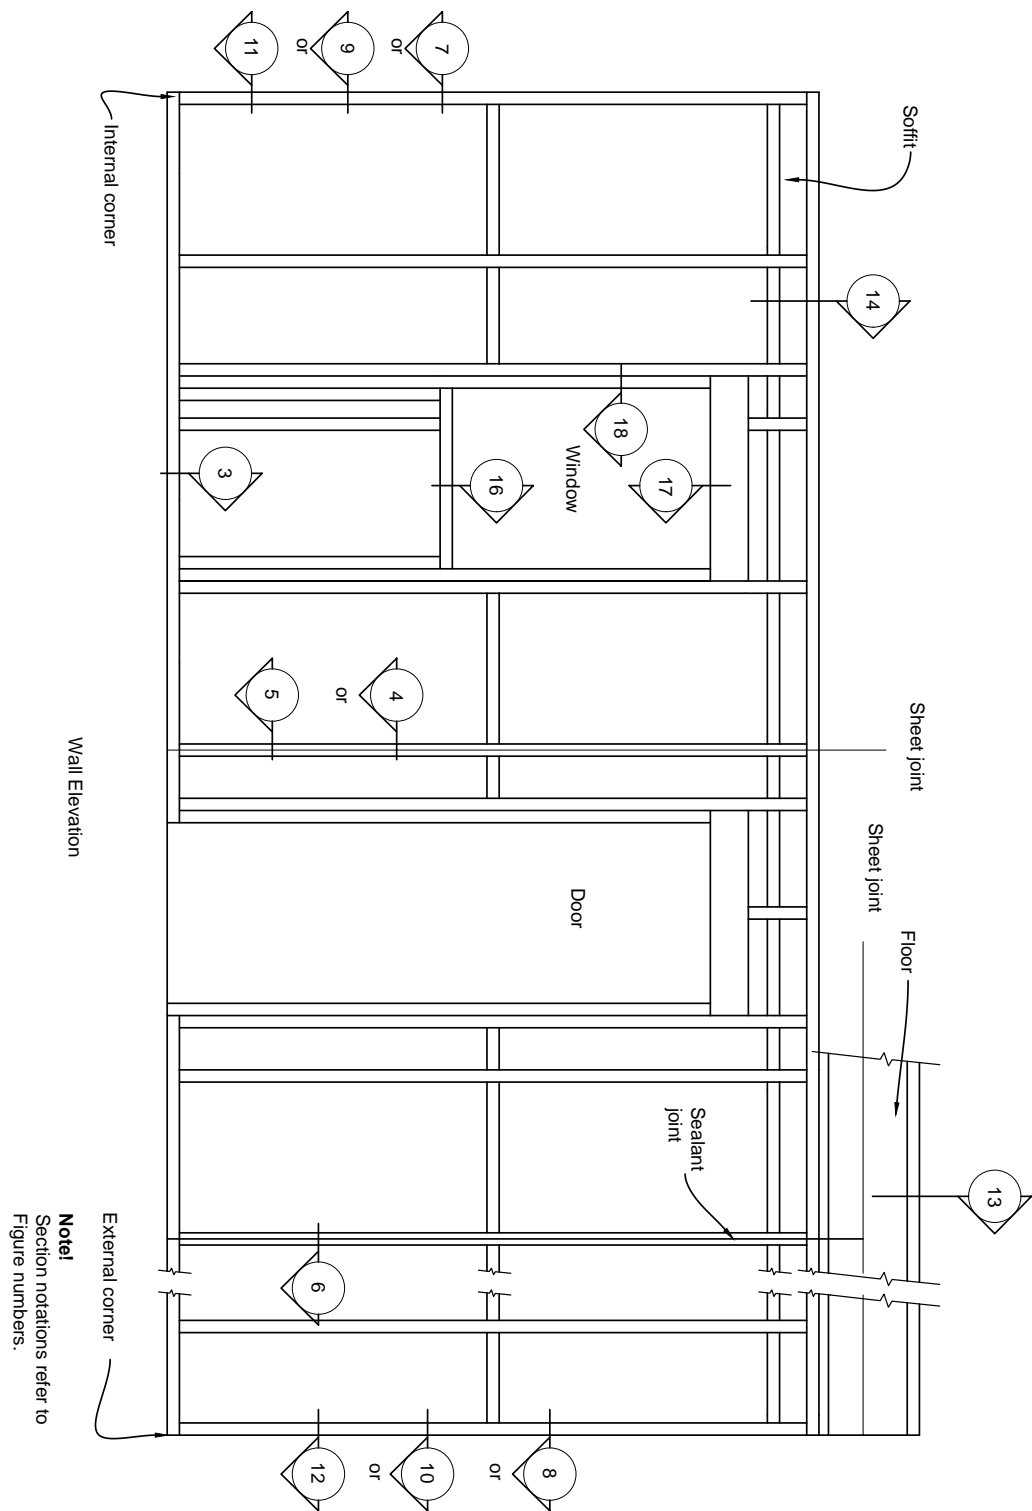 Soffit
Sheet joint
Sheet joint
Floor
13
14
Sealant
joint
17
18
Window
16
Door
3
4
or
5
6
7
or
9
or
11
8
or
10
or
12
Internal corner
External corner
Wall Elevation
Note!
Section notations refer to
Figure numbers.